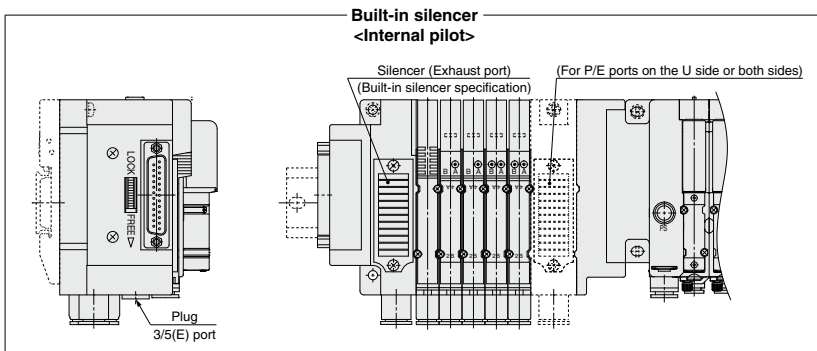 Built-in silencer
<Internal pilot>
Silencer (Exhaust port)
(Built-in silencer specification)
(For P/E ports on the U side or both sides)
LOCK
FREE
B A B A B A B A
PS
Plug
3/5(E) port